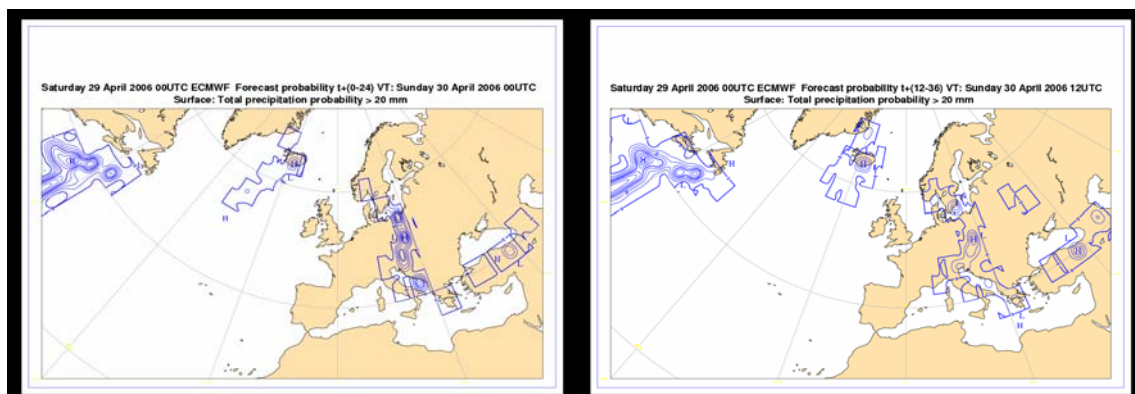 Saturday 29 April 2006 00UTC ECMWF Forecast probability t+(0-24) VT: Sunday 30 April 2006 00UTC
Surface: Total precipitation probability > 20 mm
H
H
H
H
H
L
Saturday 29 April 2006 00UTC ECMWF Forecast probability t+(12-36) VT: Sunday 30 April 2006 12UTC
Surface: Total precipitation probability > 20 mm
H
H
H
H
L
H
L
H